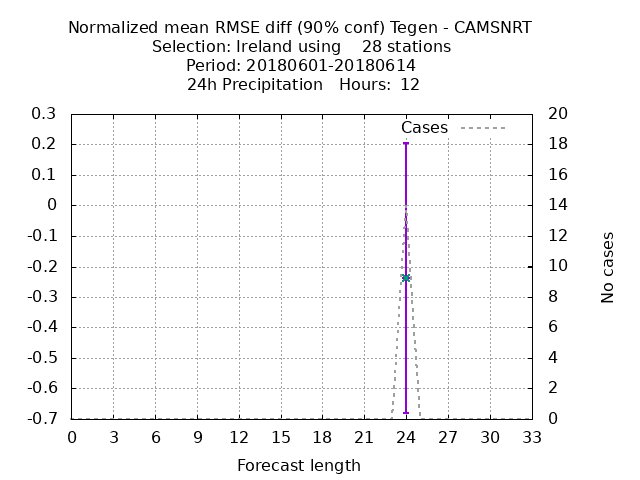 Normalized mean RMSE diff (90% conf) Tegen - CAMSNRT
Selection: Ireland using    28 stations
Period: 20180601-20180614
24h Precipitation   Hours:  12
Cases
0.3
0.2
0.1
0
-0.1
-0.2
-0.3
-0.4
-0.5
-0.6
-0.7
20
18
16
14
12
10
8
6
4
2
0
No cases
0 3 6 9 12 15 18 21 24 27 30 33
Forecast length